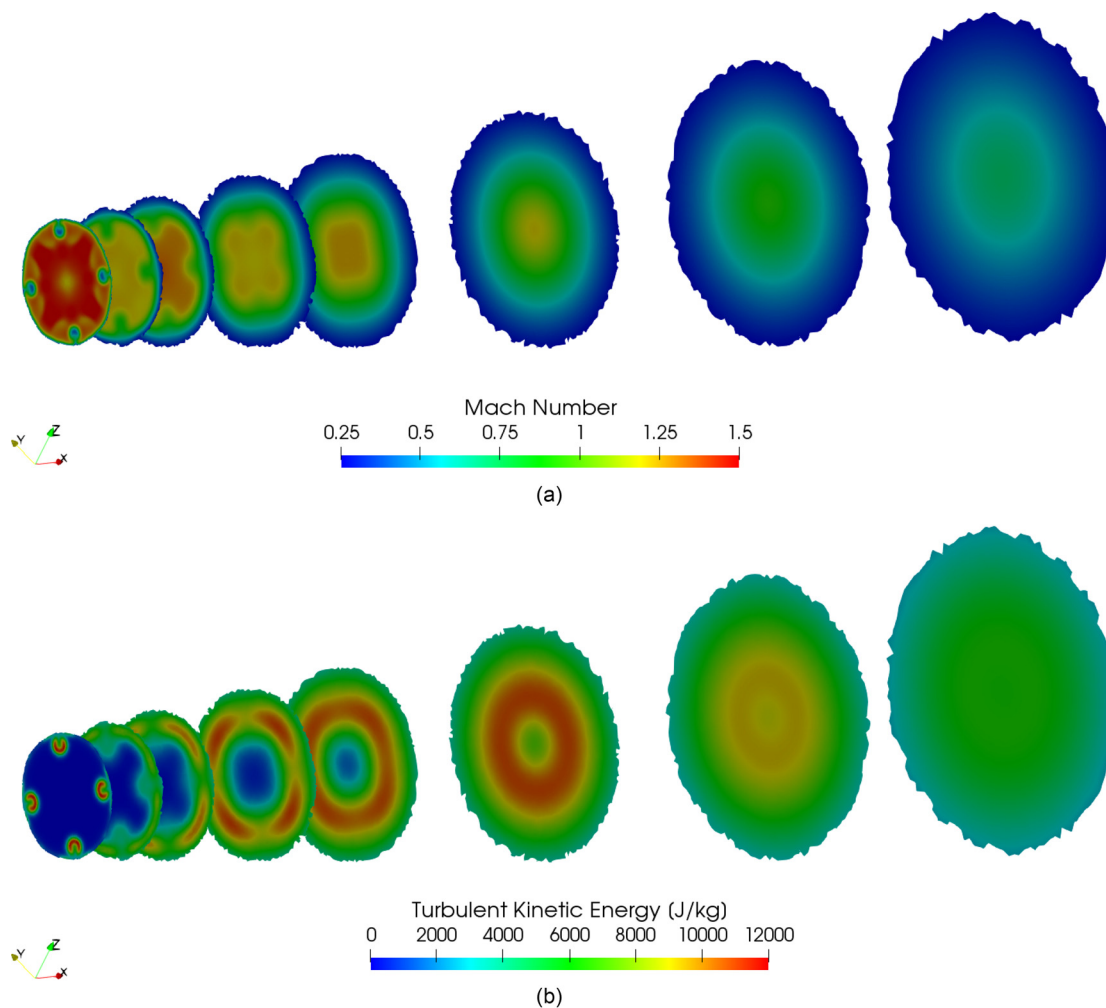 Y Z X
Mach Number
0.25 0.5 0.75 1 1.25 1.5
(a)
Turbulent Kinetic Energy (J/kg)
0 2000 4000 6000 8000 10000 12000
Y Z X
(b)